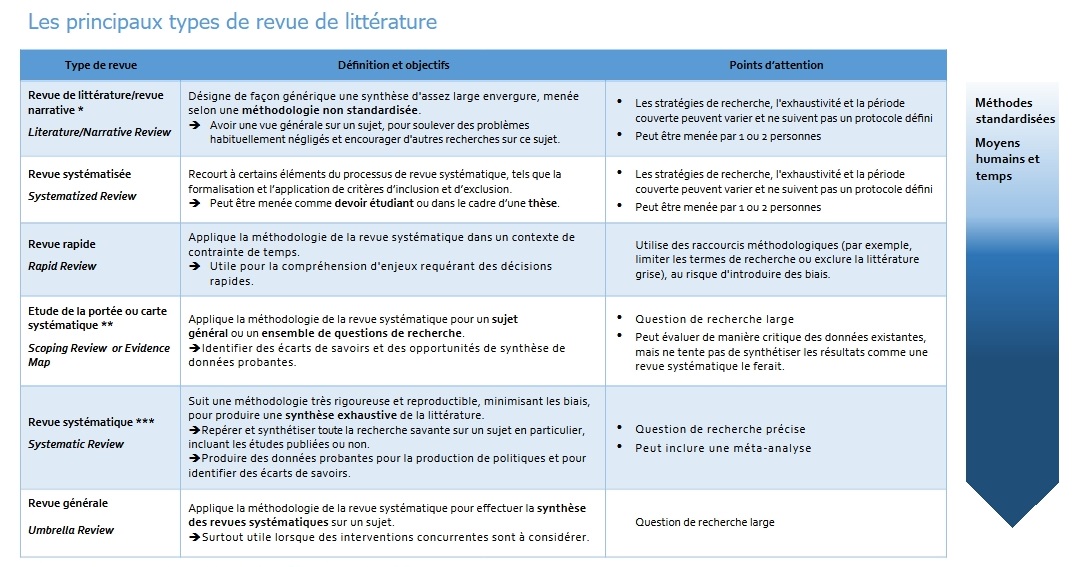 Les principaux types de revue de littérature
Type de revue
Définition et objectifs
Points d'attention
Revue de littérature/revue
narrative *
Literature/Narrative Review
Désigne de façon générique une synthèse d'assez large envergure, menée
selon une méthodologie non standardisée.
➔ Avoir une vue générale sur un sujet, pour soulever des problèmes
habituellement négligés et encourager d'autres recherches sur ce sujet.
• Les stratégies de recherche, l'exhaustivité et la période
couverte peuvent varier et ne suivent pas un protocole défini
• Peut être menée par 1 ou 2 personnes
Revue systématisée
Systematized Review
Recourt à certains éléments du processus de revue systématique, tels que la
formalisation et l'application de critères d'inclusion et d'exclusion.
➔ Peut être menée comme devoir étudiant ou dans le cadre d'une thèse.
• Les stratégies de recherche, l'exhaustivité et la période
couverte peuvent varier et ne suivent pas un protocole défini
• Peut être menée par 1 ou 2 personnes
Revue rapide
Rapid Review
Applique la méthodologie de la revue systématique dans un contexte de
contrainte de temps.
➔ Utile pour la compréhension d'enjeux requérant des décisions
rapides.
Utilise des raccourcis méthodologiques (par exemple,
limiter les termes de recherche ou exclure la littérature
grise), au risque d'introduire des biais.
Etude de la portée ou carte
systématique **
Scoping Review or Evidence
Map
Applique la méthodologie de la revue systématique pour un sujet
général ou un ensemble de questions de recherche.
➔Identifier des écarts de savoirs et des opportunités de synthèse de
données probantes.
• Question de recherche large
• Peut évaluer de manière critique des données existantes,
mais ne tente pas de synthétiser les résultats comme une
revue systématique le ferait.
Revue systématique ***
Systematic Review
Suit une méthodologie très rigoureuse et reproductible, minimisant les biais,
pour produire une synthèse exhaustive de la littérature.
➔Repérer et synthétiser toute la recherche savante sur un sujet en particulier,
incluant les études publiées ou non.
➔Produire des données probantes pour la production de politiques et pour
identifier des écarts de savoirs.
• Question de recherche précise
• Peut inclure une méta-analyse
Revue générale
Umbrella Review
Applique la méthodologie de la revue systématique pour effectuer la synthèse
des revues systématiques sur un sujet.
➔Surtout utile lorsque des interventions concurrentes sont à considérer.
Question de recherche large
Méthodes
standardisées
Moyens
humains et
temps